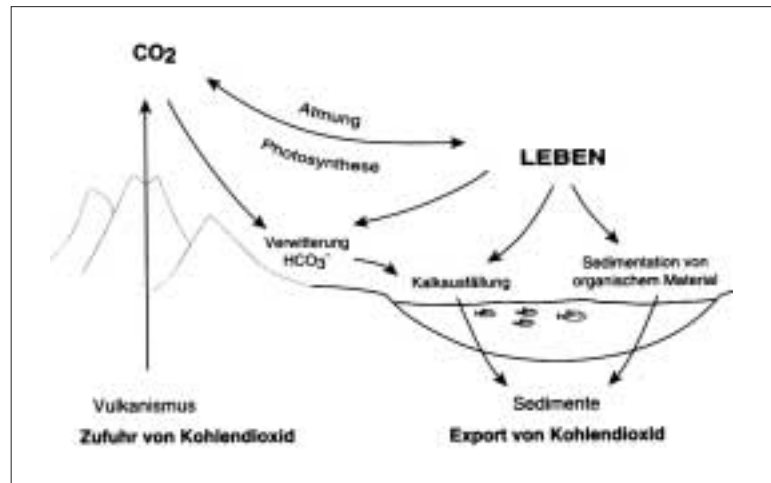 CO2
Atmung
Photosynthese
LEBEN
Verwitterung
HCO3⁻
Kalkausfällung
Sedimentation von
organischem Material
Vulkanismus
Zufuhr von Kohlendioxid
Sedimente
Export von Kohlendioxid